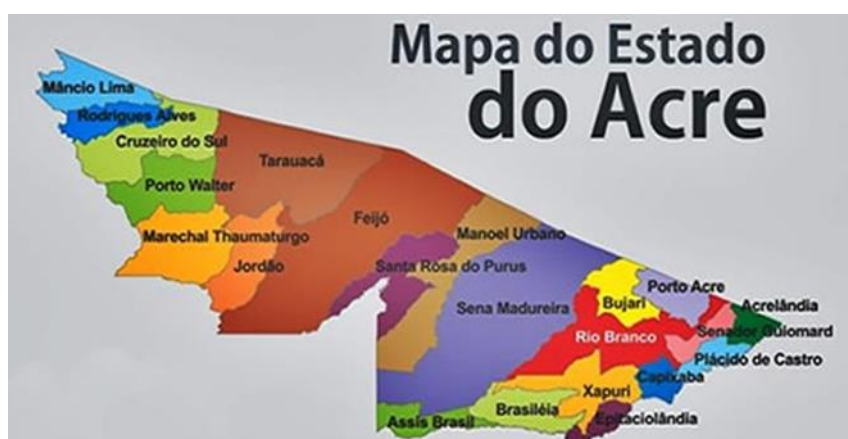 Mapa do Estado
do Acre
Mâncio Lima
Rodrigues Alves
Cruzeiro do Sul
Tarauacá
Porto Walter
Feijó
Marechal Thaumaturgo
Manoel Urbano
Jordão
Santa Rosa do Purus
Porto Acre
Bujari
Sena Madureira
Acrelândia
Rio Branco
Senador Guiomard
Plácido de Castro
Capixaba
Xapuri
Brasiléia
Epitaciolândia
Assis Brasil